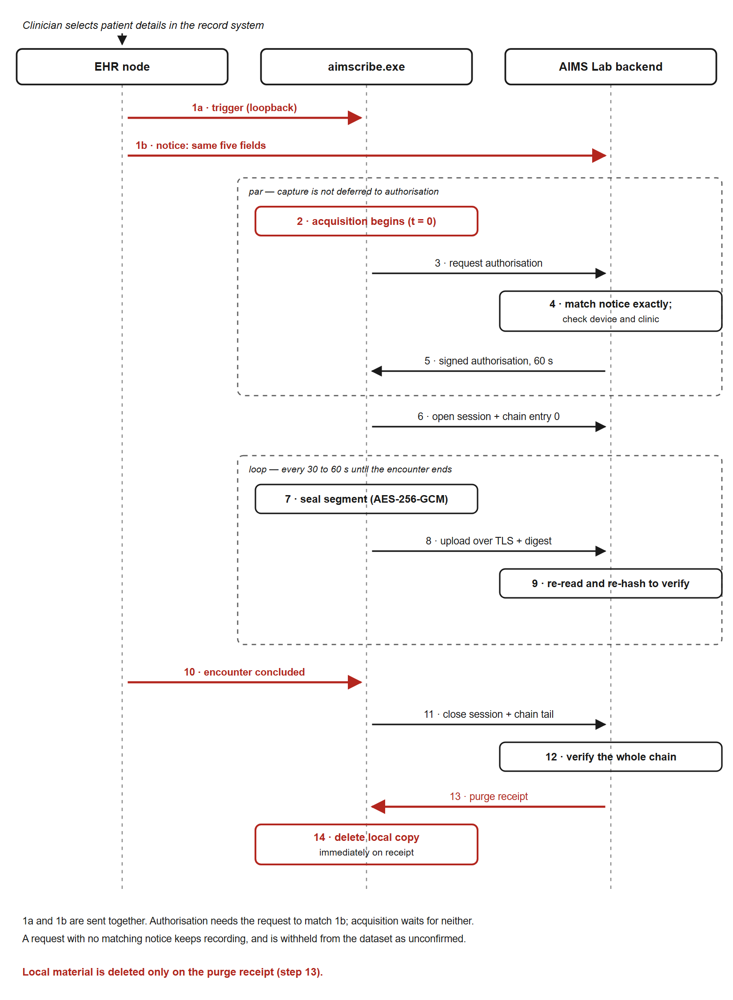 Clinician selects patient details in the record system
EHR node
aimscribe.exe
AIMS Lab backend
1a · trigger (loopback)
1b · notice: same five fields
par — capture is not deferred to authorisation
2 · acquisition begins (t = 0)
3 · request authorisation
4 · match notice exactly;
check device and clinic
5 · signed authorisation, 60 s
6 · open session + chain entry 0
loop — every 30 to 60 s until the encounter ends
7 · seal segment (AES-256-GCM)
8 · upload over TLS + digest
9 · re-read and re-hash to verify
10 · encounter concluded
11 · close session + chain tail
12 · verify the whole chain
13 · purge receipt
14 · delete local copy
immediately on receipt
1a and 1b are sent together. Authorisation needs the request to match 1b; acquisition waits for neither.
A request with no matching notice keeps recording, and is withheld from the dataset as unconfirmed.
Local material is deleted only on the purge receipt (step 13).